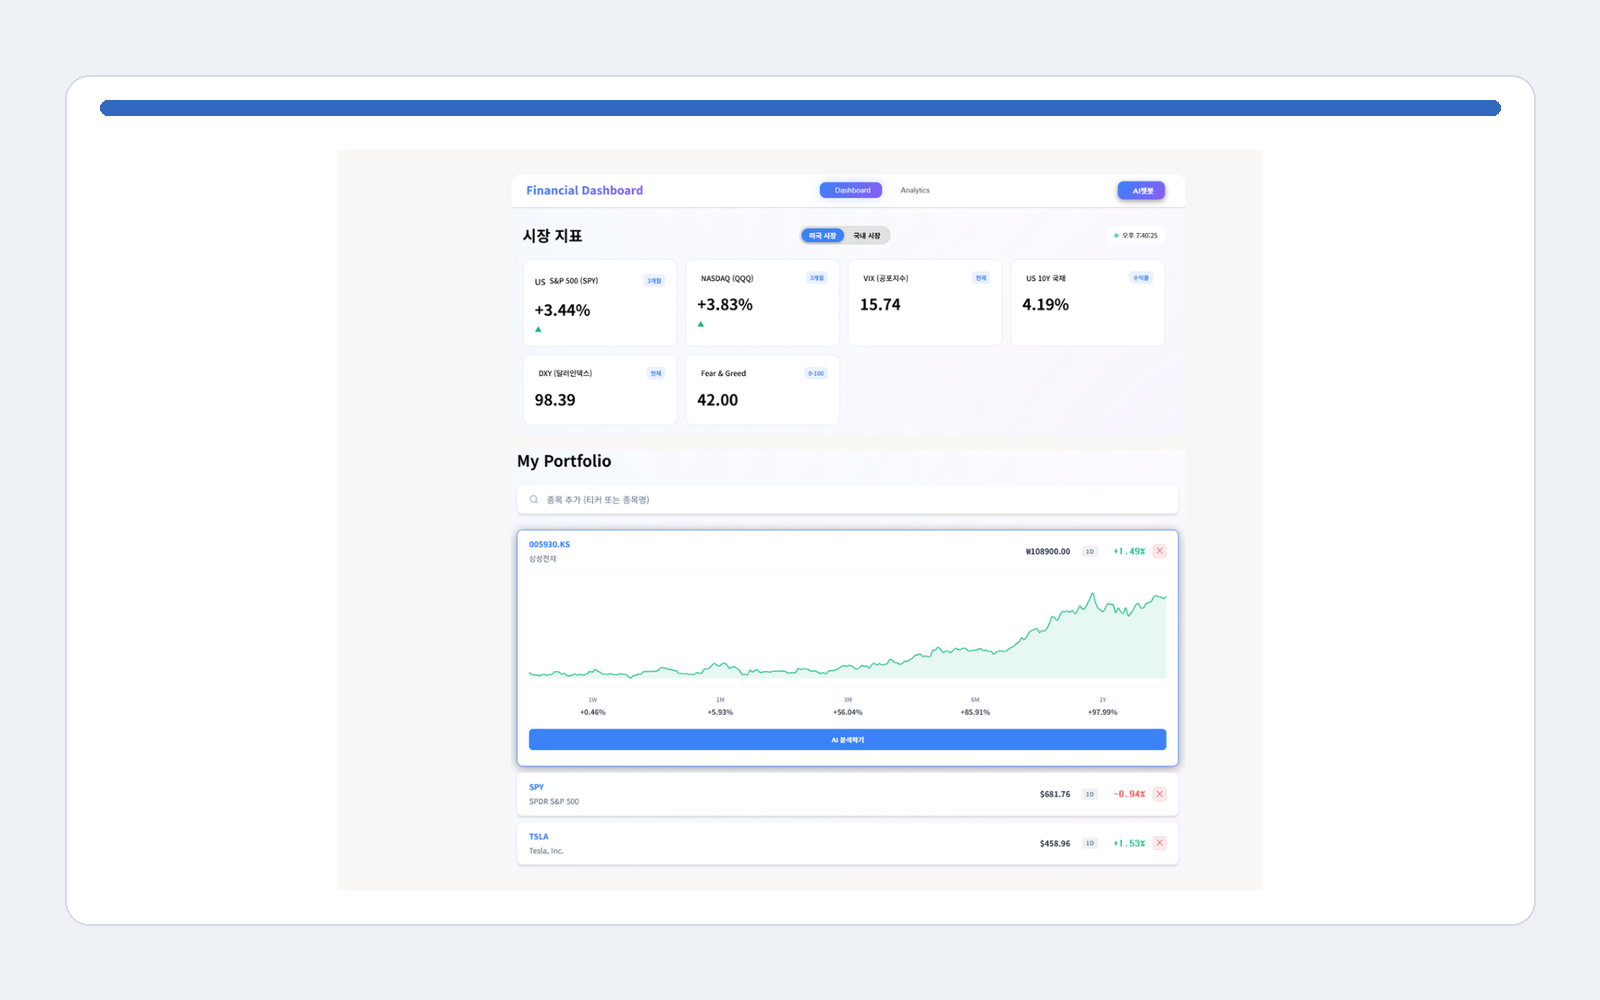 Financial Dashboard
Dashboard
Analytics
AI챗봇
시장 지표
미국 시장
국내 시장
오후 7:40:25
US S&P 500 (SPY)
3개월
+3.44%
▲
NASDAQ (QQQ)
3개월
+3.83%
▲
VIX (공포지수)
현재
15.74
US 10Y 국채
수익률
4.19%
DXY (달러인덱스)
현재
98.39
Fear & Greed
0-100
42.00
My Portfolio
종목 추가 (티커 또는 종목명)
005930.KS
삼성전자
₩108900.00
1D
+1.49%
1W
1M
3M
6M
1Y
+0.46%
+5.93%
+56.04%
+85.91%
+97.99%
AI 분석하기
SPY
SPDR S&P 500
$681.76
1D
-0.94%
TSLA
Tesla, Inc.
$458.96
1D
+1.53%